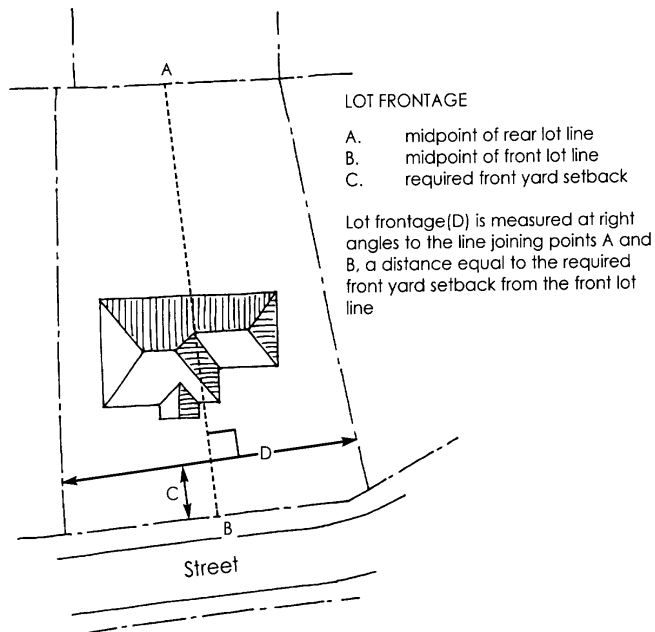 A
LOT FRONTAGE
A. midpoint of rear lot line
B. midpoint of front lot line
C. required front yard setback
Lot frontage(D) is measured at right
angles to the line joining points A and
B, a distance equal to the required
front yard setback from the front lot
line
D
C
B
Street